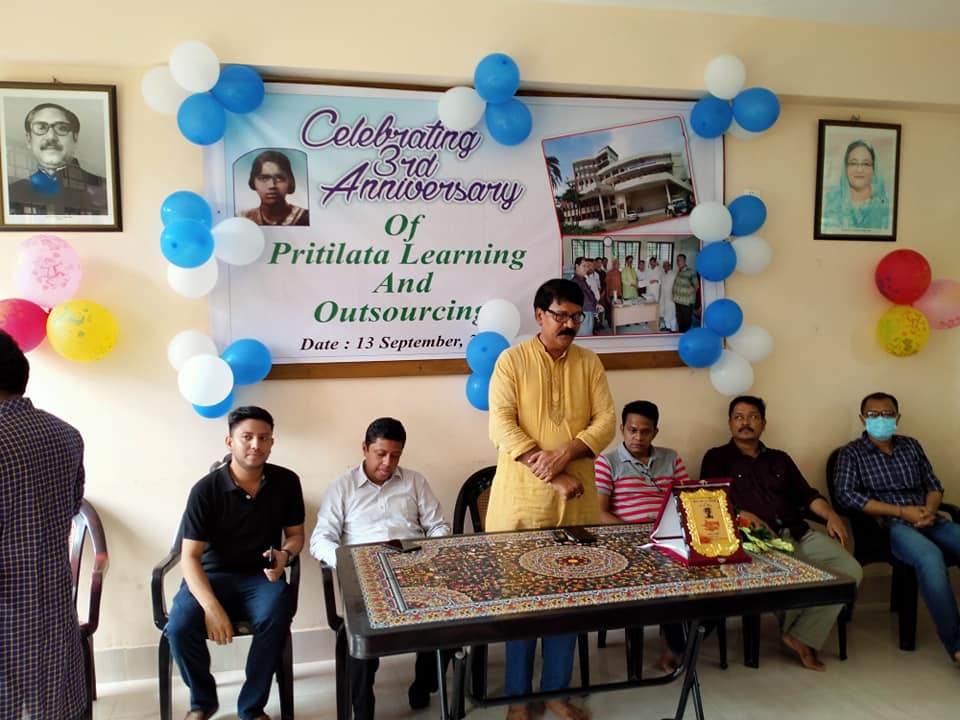 Celebrating
3rd
Anniversary
Of
Pritilata Learning
And
Outsourcing
Date : 13 September,